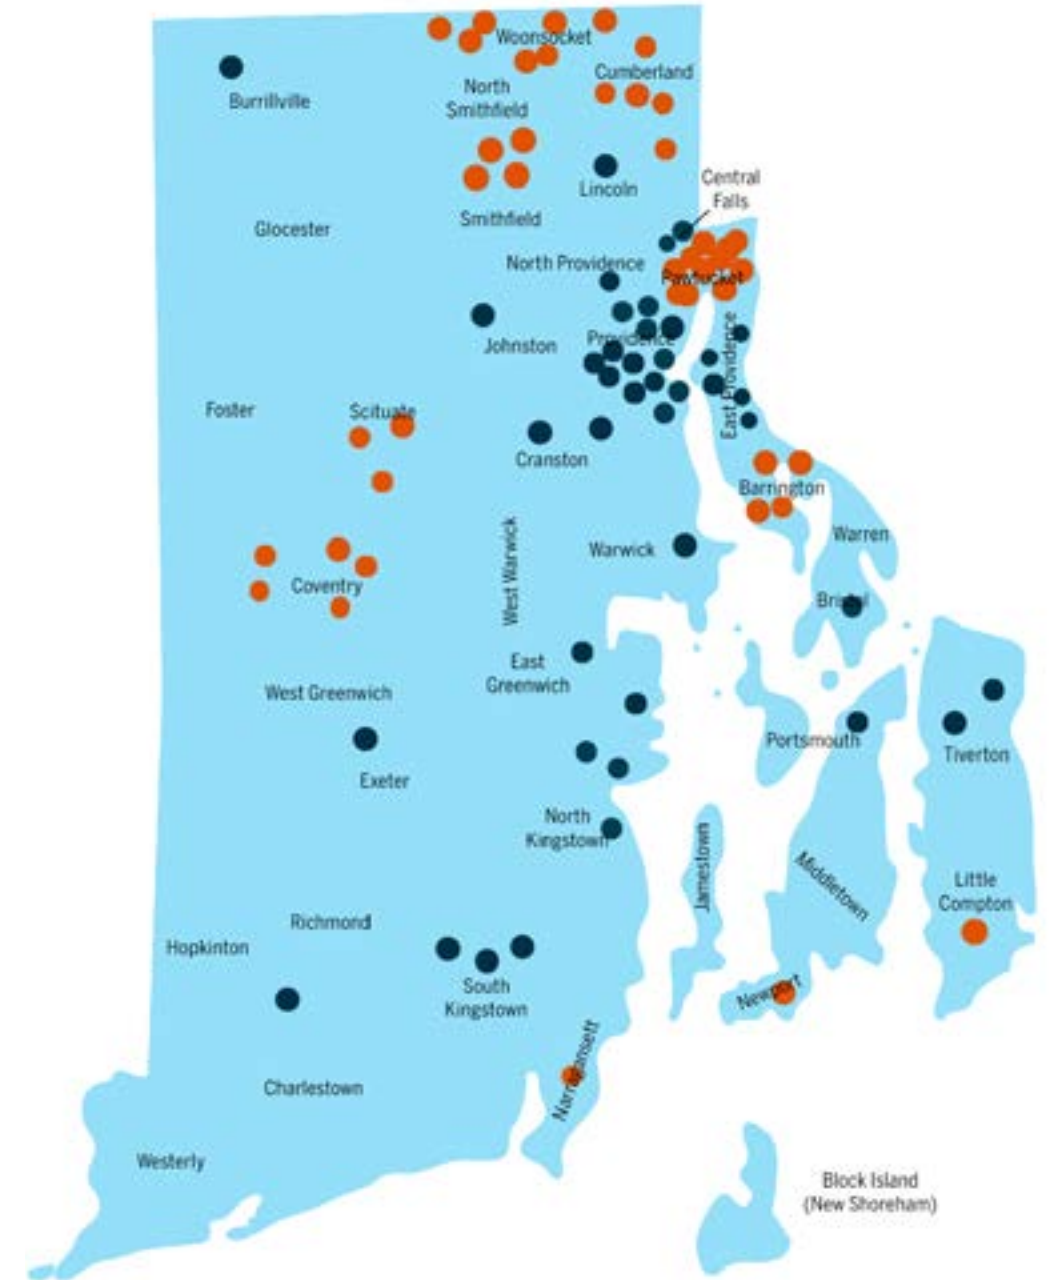 Woonsocket
Cumberland
Burrillville
North
Smithfield
Central
Falls
Lincoln
Smithfield
Glocester
North Providence
Pawtucket
Johnston
Providence
East Providence
Foster
Scituate
Cranston
Barrington
Warren
West Warwick
Warwick
Coventry
Bristol
East
Greenwich
West Greenwich
Portsmouth
Tiverton
Exeter
North
Kingstown
Jamestown
Middletown
Little
Compton
Richmond
Hopkinton
South
Kingstown
Newport
Narragansett
Charlestown
Westerly
Block Island
(New Shoreham)